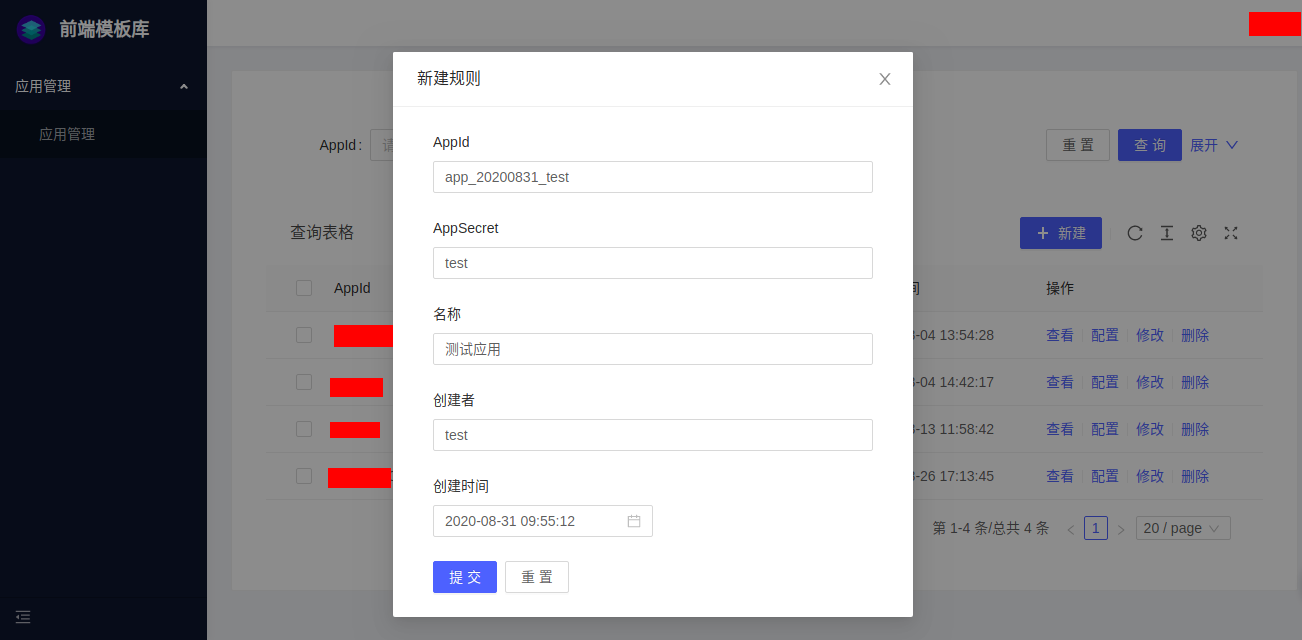 前端模板库
应用管理
应用管理
AppId :
重 置
查 询
展开
查询表格
新建
AppId
操作
-04 13:54:28
查看 配置 修改 删除
-04 14:42:17
查看 配置 修改 删除
-13 11:58:42
查看 配置 修改 删除
-26 17:13:45
查看 配置 修改 删除
第 1-4 条/总共 4 条
1
20 / page
新建规则
AppId
app_20200831_test
AppSecret
test
名称
测试应用
创建者
test
创建时间
2020-08-31 09:55:12
提 交
重 置